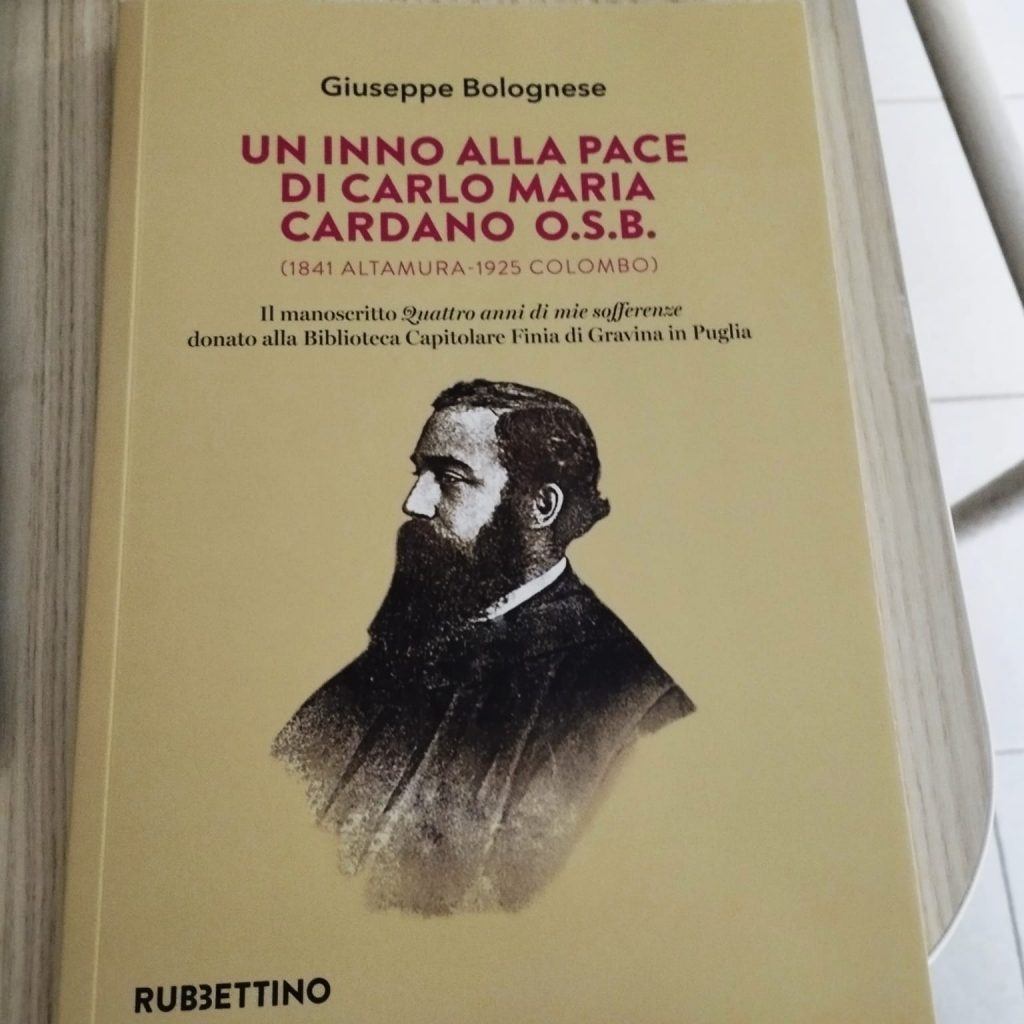 Giuseppe Bolognese
UN INNO ALLA PACE
DI CARLO MARIA
CARDANO O.S.B.
(1841 ALTAMURA-1925 COLOMBO)
Il manoscritto Quattro anni di mie sofferenze
donato alla Biblioteca Capitolare Finia di Gravina in Puglia
RUBBETTINO